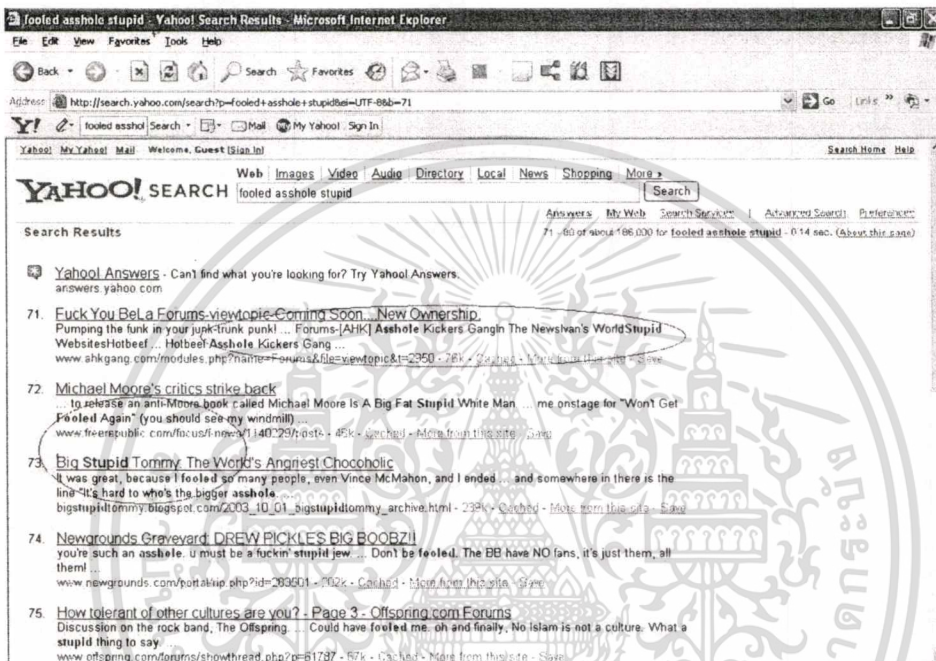 fooled asshole stupid - Yahoo! Search Results - Microsoft Internet Explorer
File Edit View Favorites Tools Help
Back Search Favorites
Address http://search.yahoo.com/search?p=fooled+asshole+stupid&ei=UTF-8&b=71 Go Links »
Y! fooled asshol Search Mail My Yahoo! Sign In
Yahoo! My Yahoo! Mail Welcome, Guest [Sign In] Search Home Help
Web Images Video Audio Directory Local News Shopping More »
YAHOO! SEARCH fooled asshole stupid Search
Answers My Web Search Services | Advanced Search Preferences
Search Results 71 - 80 of about 186,000 for fooled asshole stupid - 0.14 sec. (About this page)
Yahoo! Answers - Can't find what you're looking for? Try Yahoo! Answers.
answers.yahoo.com
71. Fuck You BeLa Forums-viewtopic-Coming Soon....New Ownership.
Pumping the funk in your junk-trunk punk! ... Forums-[AHK] Asshole Kickers GangIn The NewsIvan's WorldStupid
WebsitesHotbeef ... Hotbeef-Asshole Kickers Gang ...
www.ahkgang.com/modules.php?name=Forums&file=viewtopic&t=2950 - 76k - Cached - More from this site - Save
72. Michael Moore's critics strike back
... to release an anti-Moore book called Michael Moore Is A Big Fat Stupid White Man ... me onstage for "Won't Get
Fooled Again" (you should see my windmill) ...
www.freerepublic.com/focus/f-news/1140229/posts - 45k - Cached - More from this site - Save
73. Big Stupid Tommy: The World's Angriest Chocoholic
It was great, because I fooled so many people, even Vince McMahon, and I ended ... and somewhere in there is the
line "It's hard to who's the bigger asshole. ...
bigstupidtommy.blogspot.com/2003_10_01_bigstupidtommy_archive.html - 239k - Cached - More from this site - Save
74. Newgrounds Graveyard: DREW PICKLES BIG BOOBZ!!
you're such an asshole. u must be a fuckin' stupid jew. ... Don't be fooled. The BB have NO fans, it's just them, all
them! ...
www.newgrounds.com/portal/rip.php?id=283501 - 202k - Cached - More from this site - Save
75. How tolerant of other cultures are you? - Page 3 - Offspring.com Forums
Discussion on the rock band, The Offspring. ... Could have fooled me. oh and finally, No Islam is not a culture. What a
stupid thing to say. ...
www.offspring.com/forums/showthread.php?p=61787 - 57k - Cached - More from this site - Save